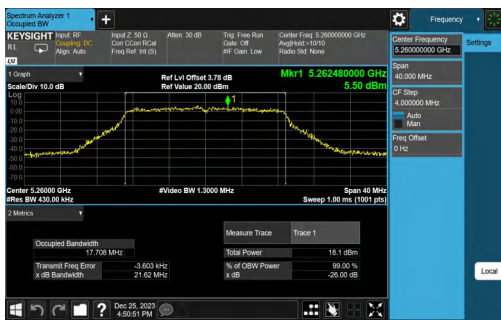 Spectrum Analyzer 1
Occupied BW
Frequency
KEYSIGHT
RL
Input: RF
Coupling: DC
Align: Auto
Input Z: 50 Ω
Corr CCorr RCal
Freq Ref: Int (S)
Atten: 30 dB
Trig: Free Run
Gate: Off
#IF Gain: Low
Center Freq: 5.260000000 GHz
Avg|Hold:>10/10
Radio Std: None
LXI
1 Graph
Scale/Div 10.0 dB
Ref Lvl Offset 3.78 dB
Ref Value 20.00 dBm
Mkr1 5.262480000 GHz
5.50 dBm
Log
10.0
0.00
-10.0
-20.0
-30.0
-40.0
-50.0
-60.0
-70.0
1
Center 5.26000 GHz
#Res BW 430.00 kHz
#Video BW 1.3000 MHz
Span 40 MHz
Sweep 1.00 ms (1001 pts)
2 Metrics
Measure Trace
Trace 1
Occupied Bandwidth
17.708 MHz
Total Power
18.1 dBm
Transmit Freq Error
-3.603 kHz
% of OBW Power
99.00 %
x dB Bandwidth
21.62 MHz
x dB
-26.00 dB
Center Frequency
5.260000000 GHz
Settings
Span
40.000 MHz
CF Step
4.000000 MHz
Auto
Man
Freq Offset
0 Hz
Local
?
Dec 25, 2023
4:50:51 PM